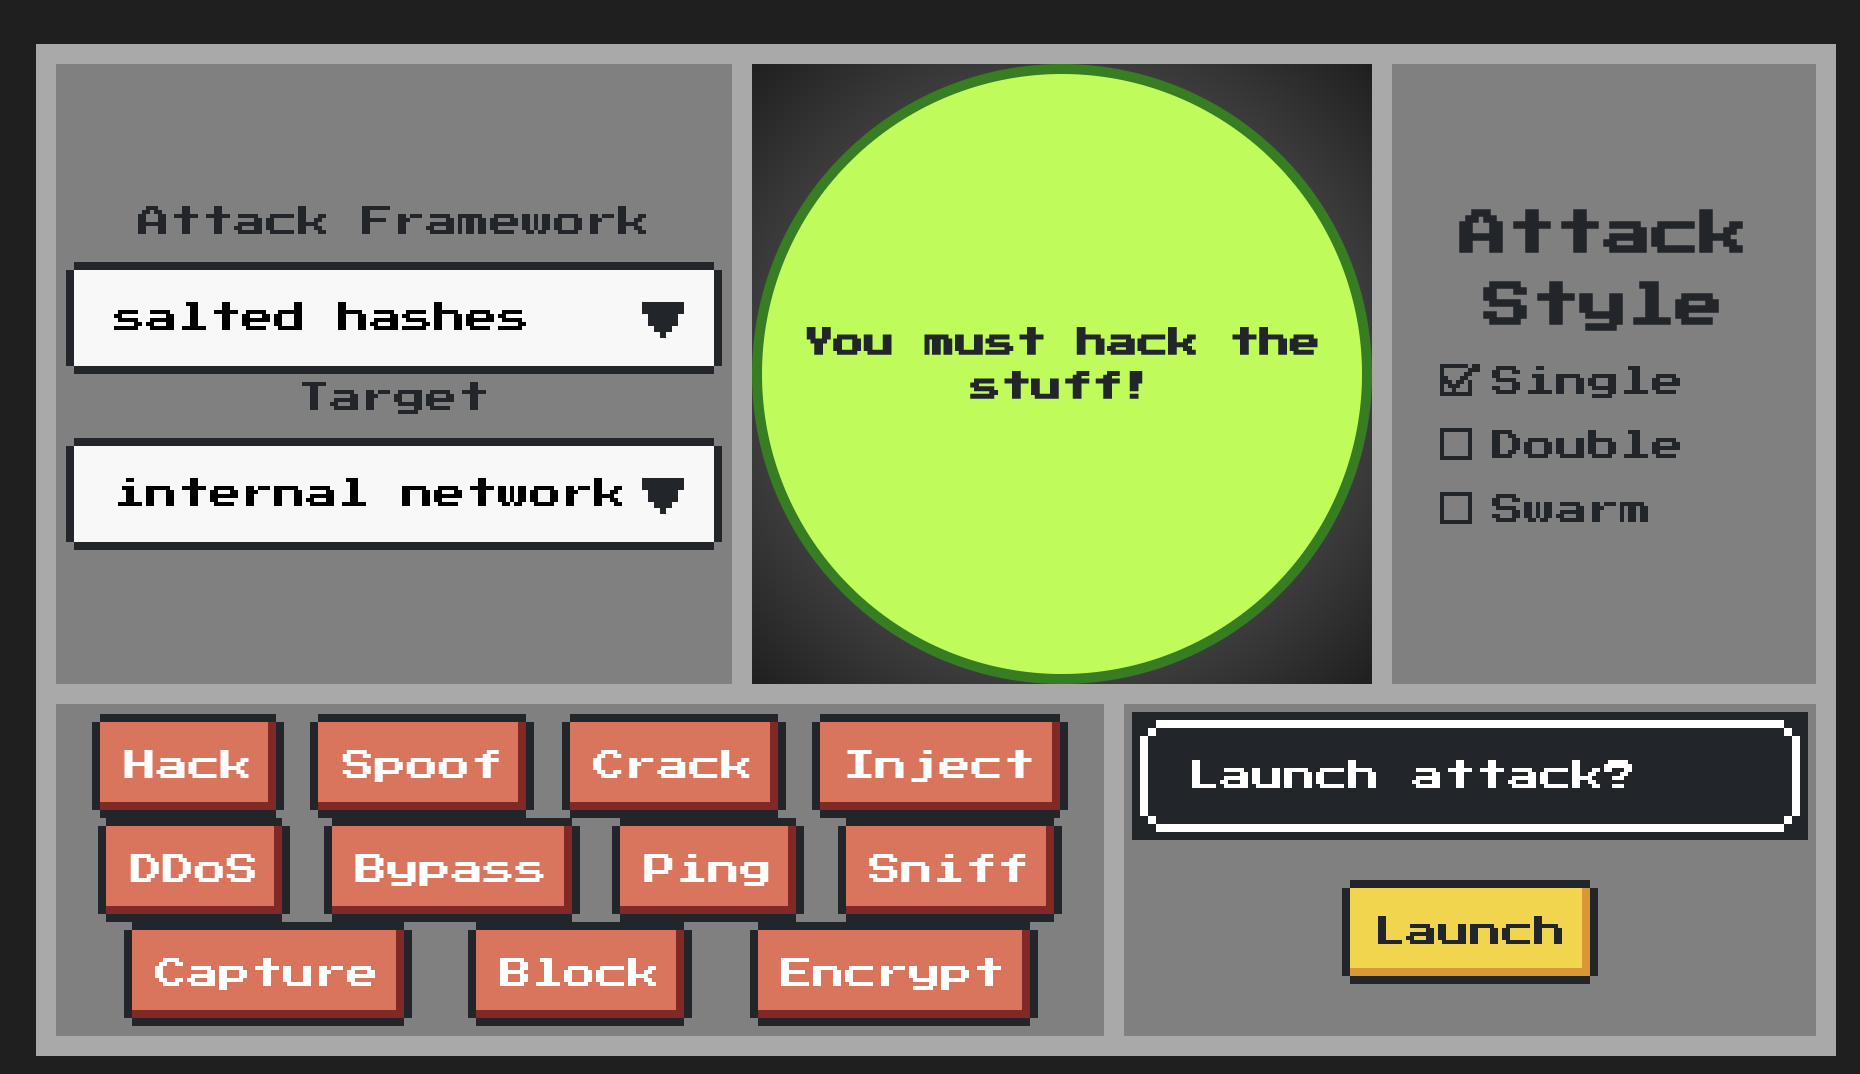 Attack Framework
salted hashes
Target
internal network
You must hack the
stuff!
Attack
Style
Single
Double
Swarm
Hack
Spoof
Crack
Inject
DDoS
Bypass
Ping
Sniff
Capture
Block
Encrypt
Launch attack?
Launch